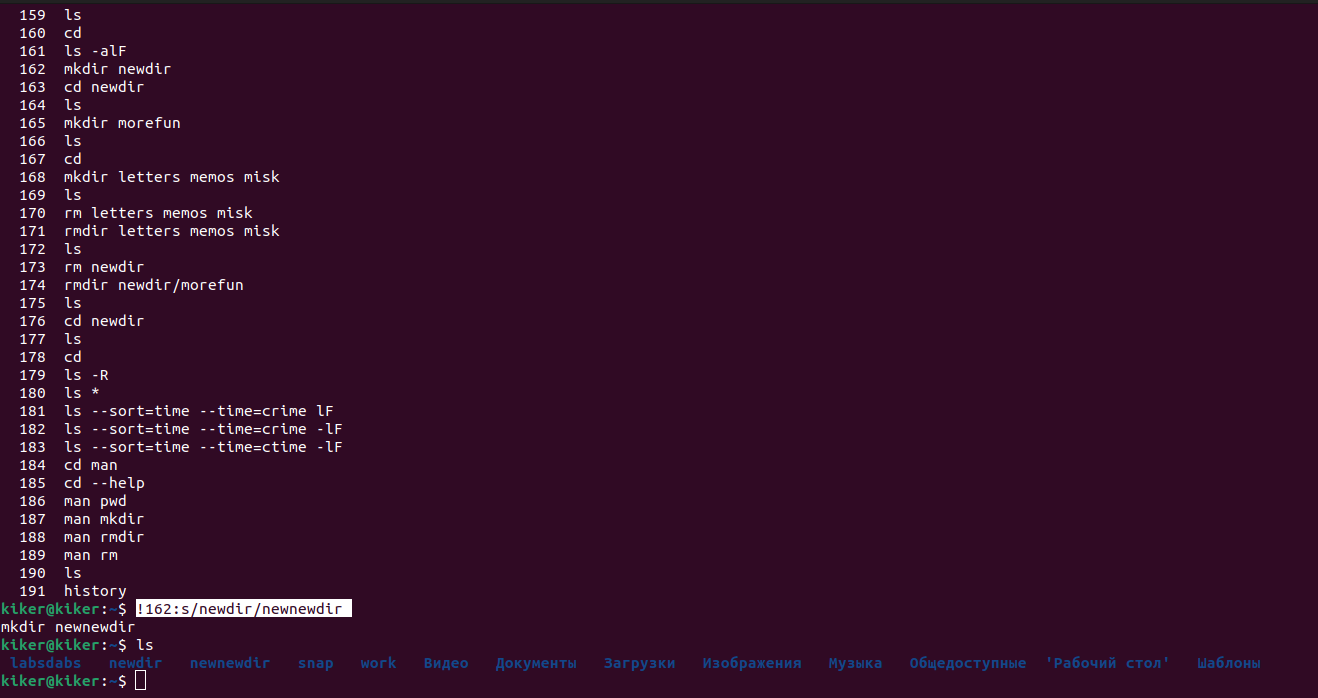 159 ls
160 cd
161 ls -alF
162 mkdir newdir
163 cd newdir
164 ls
165 mkdir morefun
166 ls
167 cd
168 mkdir letters memos misk
169 ls
170 rm letters memos misk
171 rmdir letters memos misk
172 ls
173 rm newdir
174 rmdir newdir/morefun
175 ls
176 cd newdir
177 ls
178 cd
179 ls -R
180 ls *
181 ls --sort=time --time=crime lF
182 ls --sort=time --time=crime -lF
183 ls --sort=time --time=ctime -lF
184 cd man
185 cd --help
186 man pwd
187 man mkdir
188 man rmdir
189 man rm
190 ls
191 history
kiker@kiker:~$ !162:s/newdir/newnewdir
mkdir newnewdir
kiker@kiker:~$ ls
labsdabs newdir newnewdir snap work Видео Документы Загрузки Изображения Музыка Общедоступные 'Рабочий стол' Шаблоны
kiker@kiker:~$